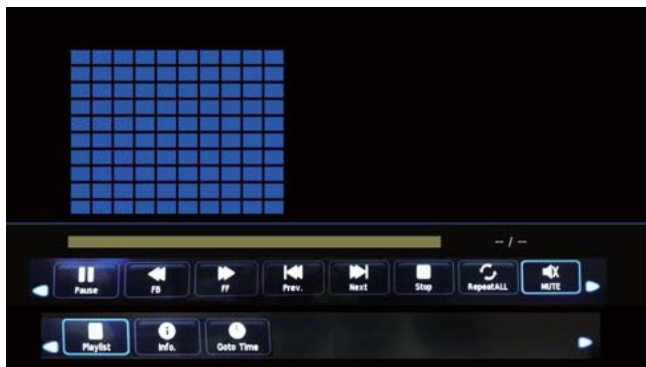 -- / --
Pause FB FF Prev. Next Stop RepeatALL MUTE
Playlist Info. Goto Time